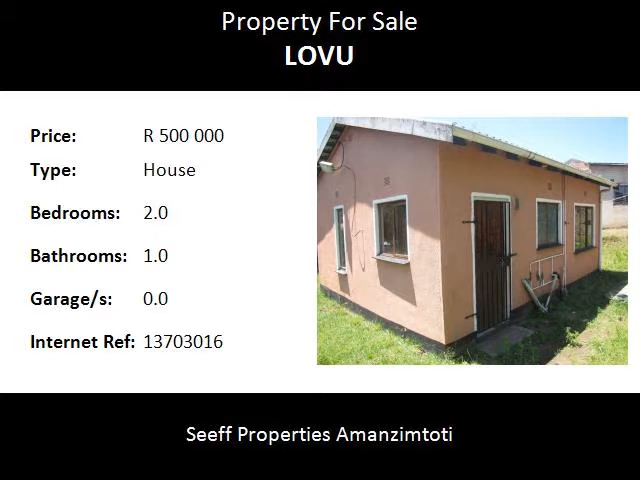 Property For Sale
LOVU
Price: R 500 000
Type: House
Bedrooms: 2.0
Bathrooms: 1.0
Garage/s: 0.0
Internet Ref: 13703016
Seeff Properties Amanzimtoti